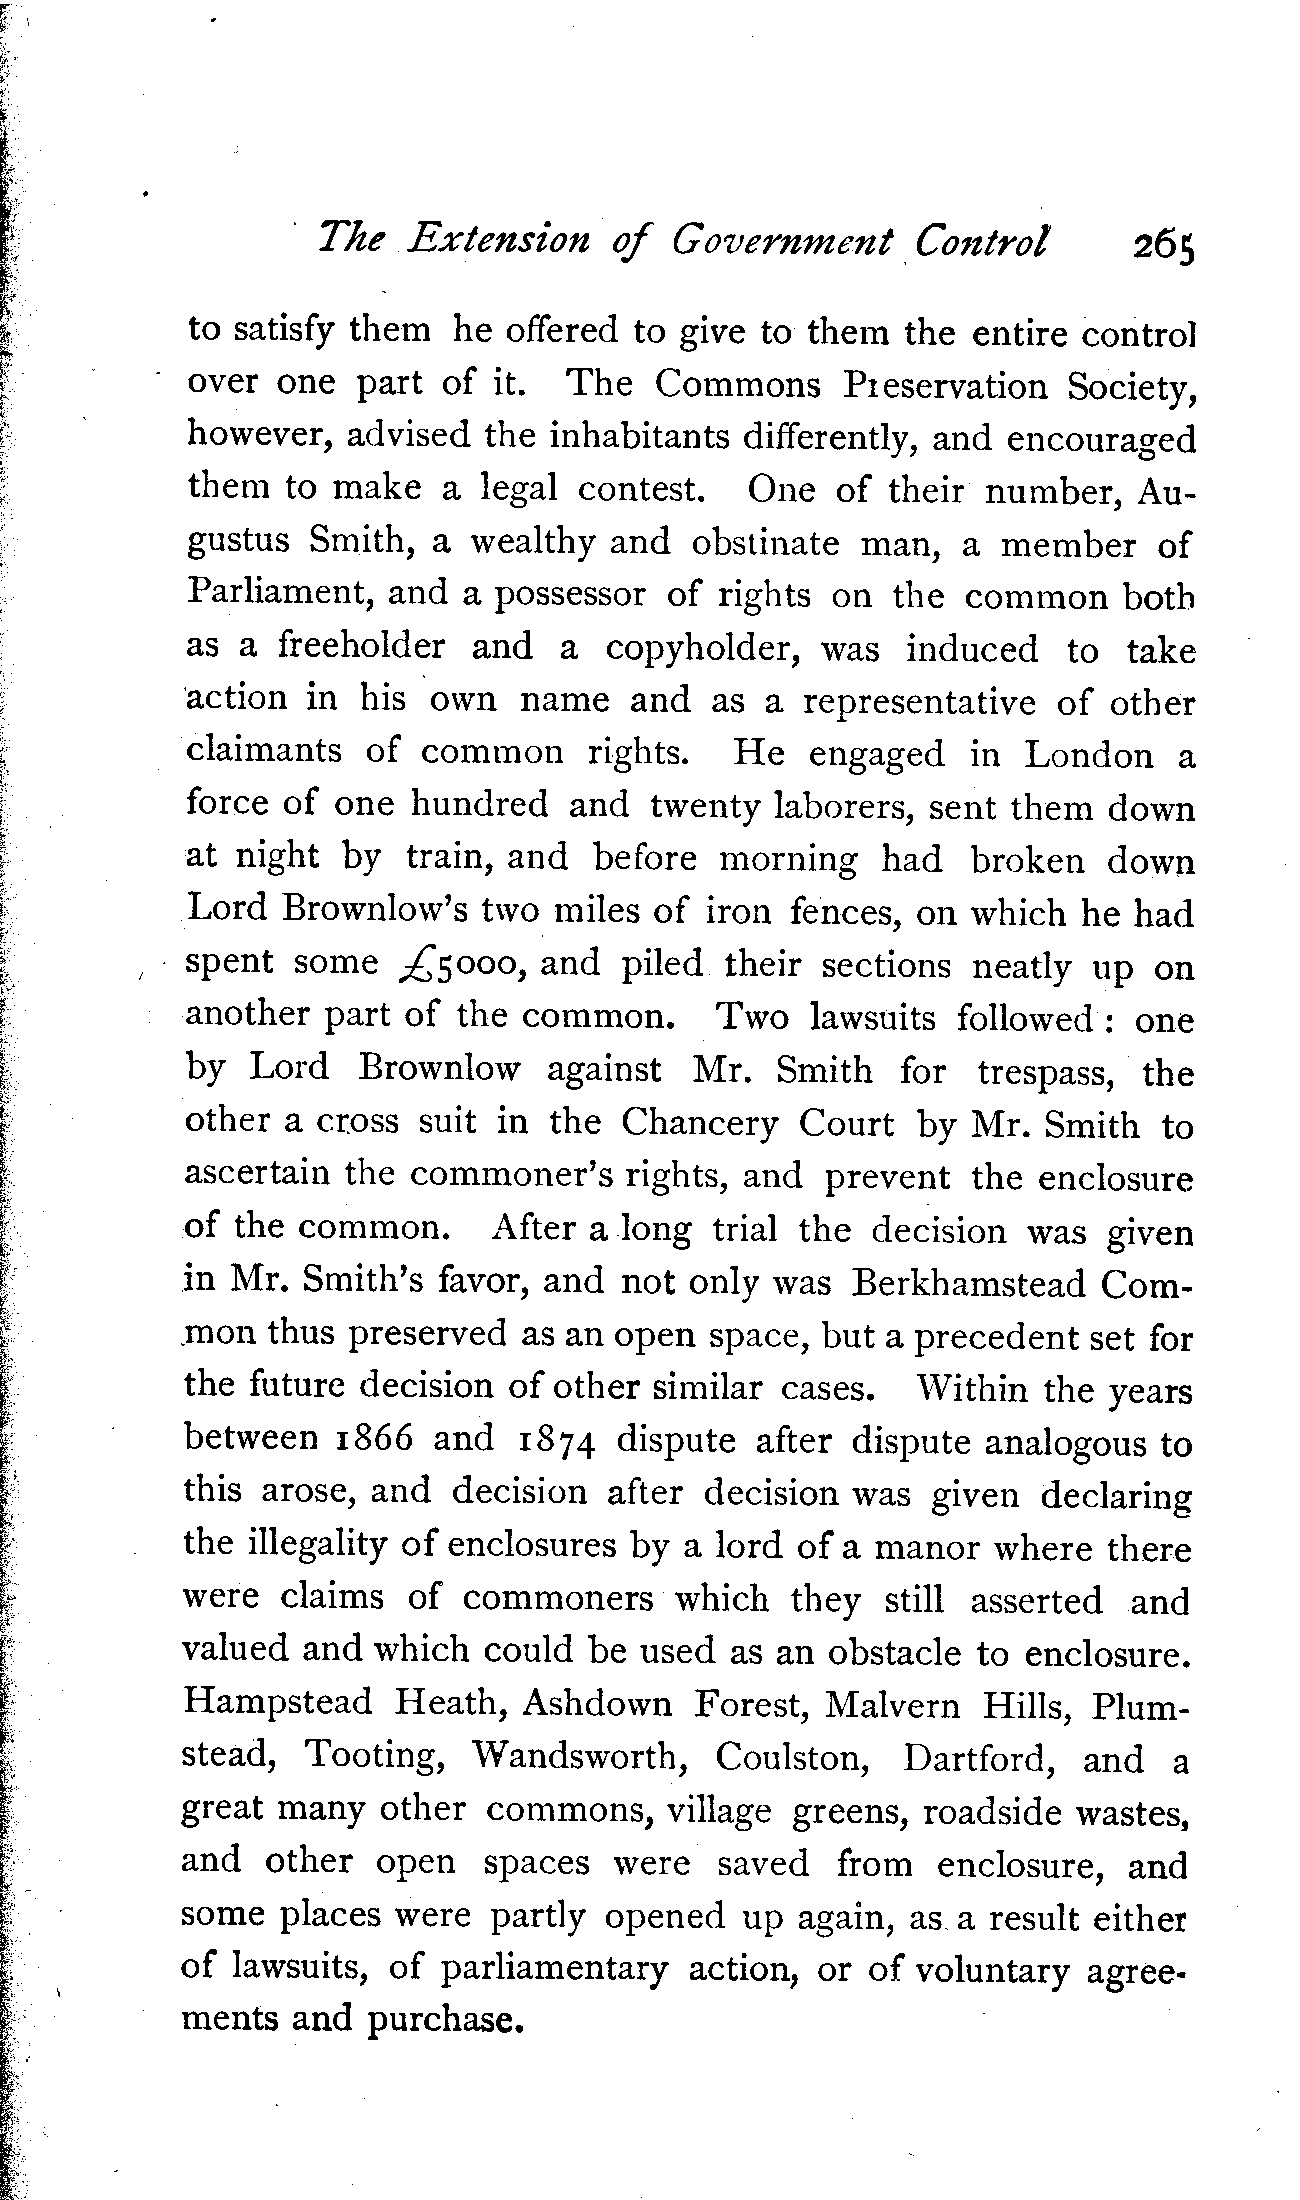 The Extension of Government Control 265
to satisfy them he offered to give to them the entire control
over one part of it. The Commons Preservation Society,
however, advised the inhabitants differently, and encouraged
them to make a legal contest. One of their number, Au-
gustus Smith, a wealthy and obstinate man, a member of
Parliament, and a possessor of rights on the common both
as a freeholder and a copyholder, was induced to take
action in his own name and as a representative of other
claimants of common rights. He engaged in London a
force of one hundred and twenty laborers, sent them down
at night by train, and before morning had broken down
Lord Brownlow's two miles of iron fences, on which he had
spent some £5000, and piled their sections neatly up on
another part of the common. Two lawsuits followed: one
by Lord Brownlow against Mr. Smith for trespass, the
other a cross suit in the Chancery Court by Mr. Smith to
ascertain the commoner's rights, and prevent the enclosure
of the common. After a long trial the decision was given
in Mr. Smith's favor, and not only was Berkhamstead Com-
mon thus preserved as an open space, but a precedent set for
the future decision of other similar cases. Within the years
between 1866 and 1874 dispute after dispute analogous to
this arose, and decision after decision was given declaring
the illegality of enclosures by a lord of a manor where there
were claims of commoners which they still asserted and
valued and which could be used as an obstacle to enclosure.
Hampstead Heath, Ashdown Forest, Malvern Hills, Plum-
stead, Tooting, Wandsworth, Coulston, Dartford, and a
great many other commons, village greens, roadside wastes,
and other open spaces were saved from enclosure, and
some places were partly opened up again, as a result either
of lawsuits, of parliamentary action, or of voluntary agree-
ments and purchase.